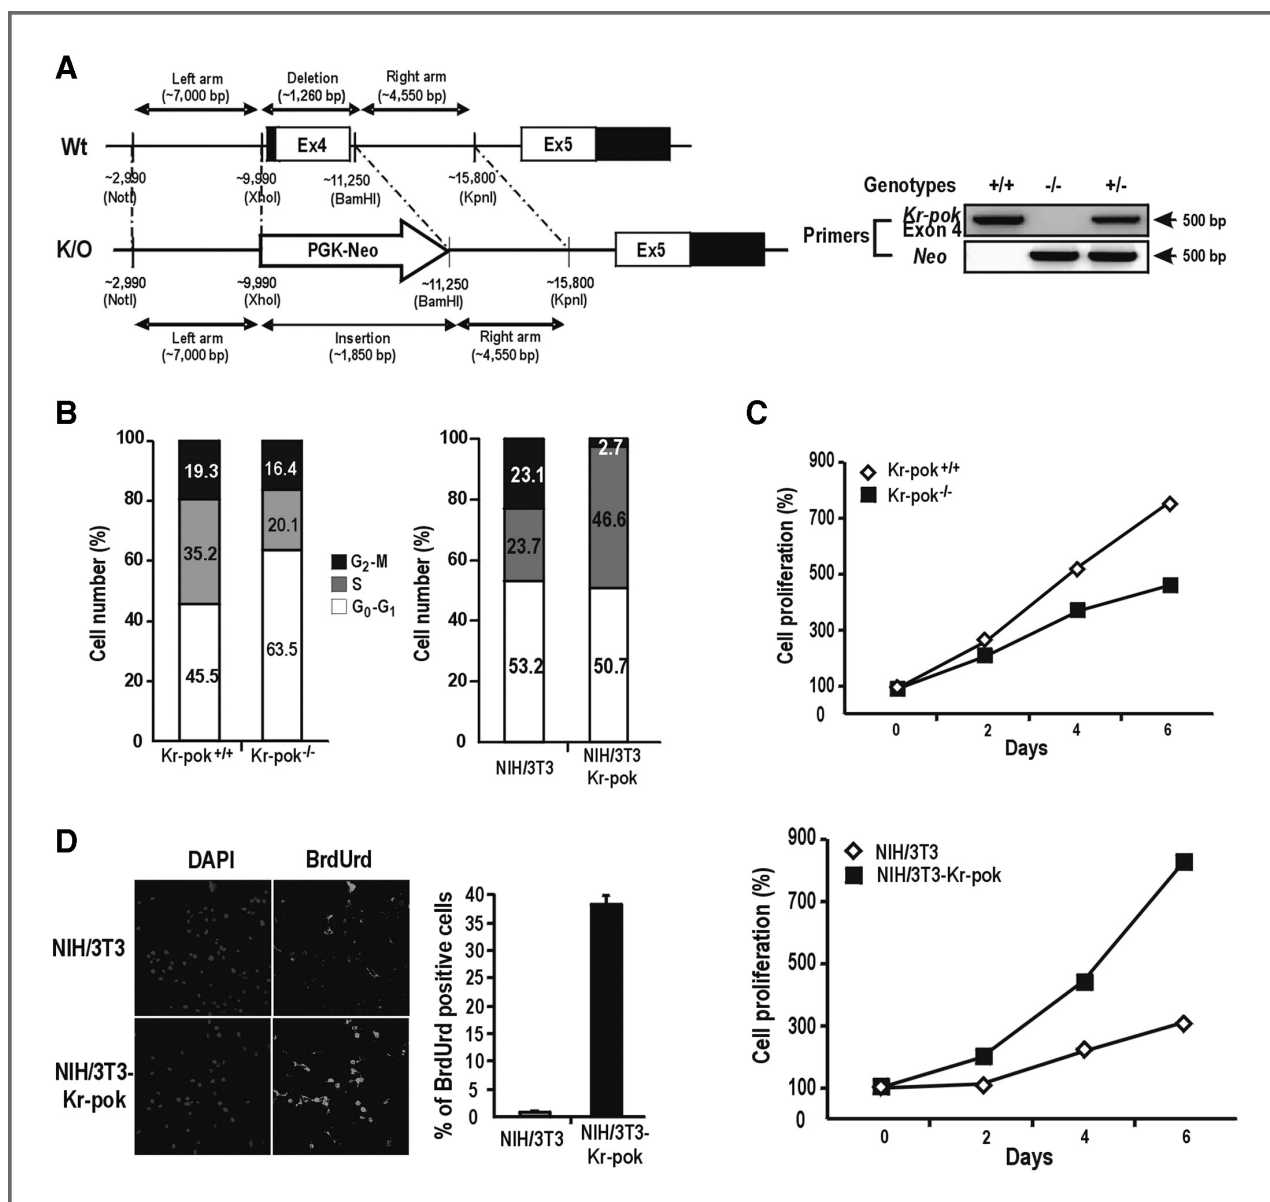 A
Left arm
(~7,000 bp)
Deletion
(~1,260 bp)
Right arm
(~4,550 bp)
Wt
Ex4
Ex5
~2,990
(NotI)
~9,990
(XhoI)
~11,250
(BamHI)
~15,800
(KpnI)
K/O
PGK-Neo
Ex5
~2,990
(NotI)
~9,990
(XhoI)
~11,250
(BamHI)
~15,800
(KpnI)
Left arm
(~7,000 bp)
Insertion
(~1,850 bp)
Right arm
(~4,550 bp)
Genotypes +/+ -/- +/-
Primers
Kr-pok
Exon 4
500 bp
Neo
500 bp
B
Cell number (%)
100
80
60
40
20
0
19.3
35.2
45.5
16.4
20.1
63.5
Kr-pok+/+
Kr-pok-/-
G2-M
S
G0-G1
Cell number (%)
100
80
60
40
20
0
23.1
23.7
53.2
2.7
46.6
50.7
NIH/3T3
NIH/3T3
Kr-pok
C
Cell proliferation (%)
900
700
500
300
100
0
Kr-pok+/+
Kr-pok-/-
0 2 4 6
Days
Cell proliferation (%)
900
700
500
300
100
0
NIH/3T3
NIH/3T3-Kr-pok
0 2 4 6
Days
D
DAPI BrdUrd
NIH/3T3
NIH/3T3-
Kr-pok
% of BrdUrd positive cells
40
35
30
25
20
15
10
5
0
NIH/3T3
NIH/3T3-
Kr-pok